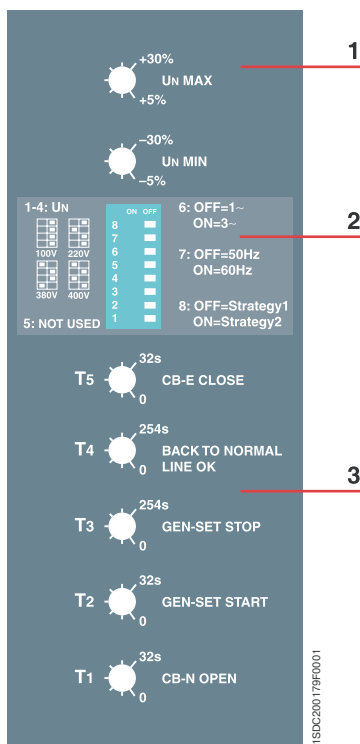 +30%
1
UN MAX
+5%
–30%
UN MIN
–5%
1-4: UN
ON OFF
6: OFF=1~
ON=3~
2
8
7
6
5
4
3
2
1
100V 220V
7: OFF=50Hz
ON=60Hz
380V 400V
8: OFF=Strategy1
ON=Strategy2
5: NOT USED
32s
T5
CB-E CLOSE
0
254s
T4
BACK TO NORMAL
LINE OK
0
3
254s
T3
GEN-SET STOP
0
32s
T2
GEN-SET START
0
32s
T1
CB-N OPEN
0
1SDC200179F0001